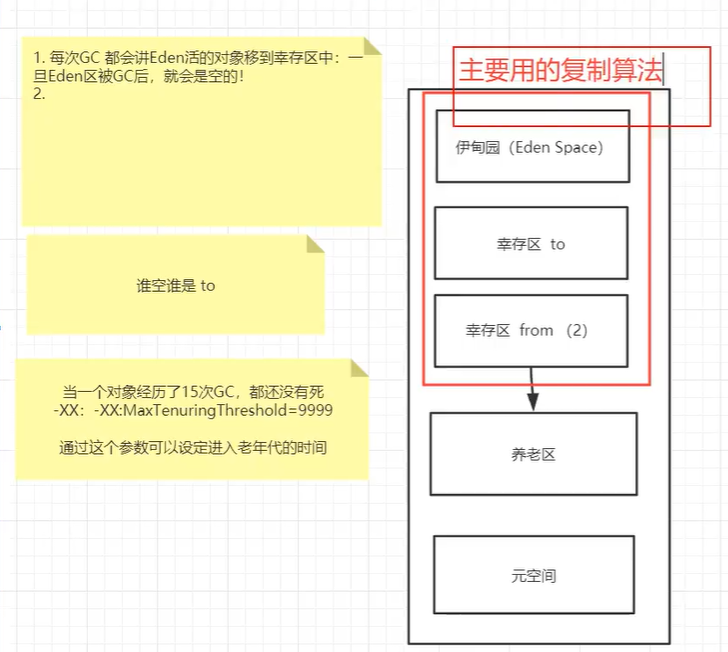 1. 每次GC 都会讲Eden活的对象移到幸存区中：一
旦Eden区被GC后，就会是空的！
2.
谁空谁是 to
当一个对象经历了15次GC，都还没有死
-XX：-XX:MaxTenuringThreshold=9999
通过这个参数可以设定进入老年代的时间
主要用的复制算法
伊甸园（Eden Space）
幸存区 to
幸存区 from （2）
养老区
元空间